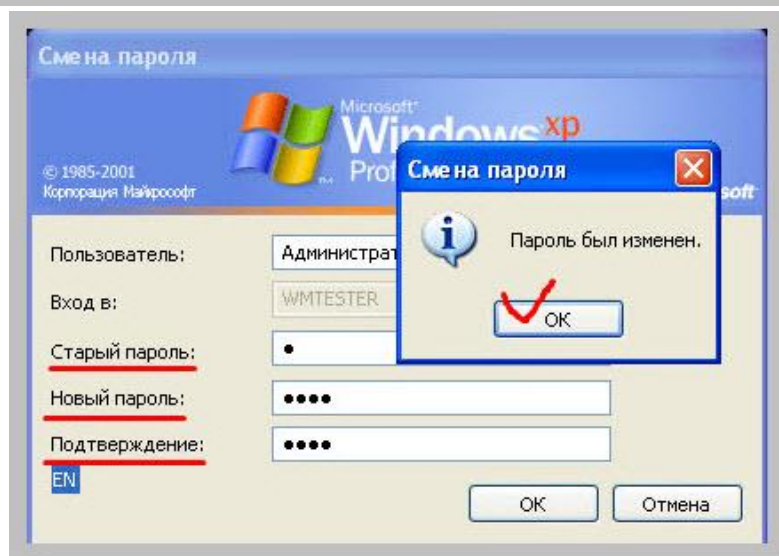 Смена пароля
Microsoft
Windows xp
Prof
© 1985-2001
Корпорация Майкрософт
soft
Смена пароля
Пароль был изменен.
OK
Пользователь:
Администрат
Вход в:
WMTESTER
Старый пароль:
Новый пароль:
Подтверждение:
EN
OK
Отмена